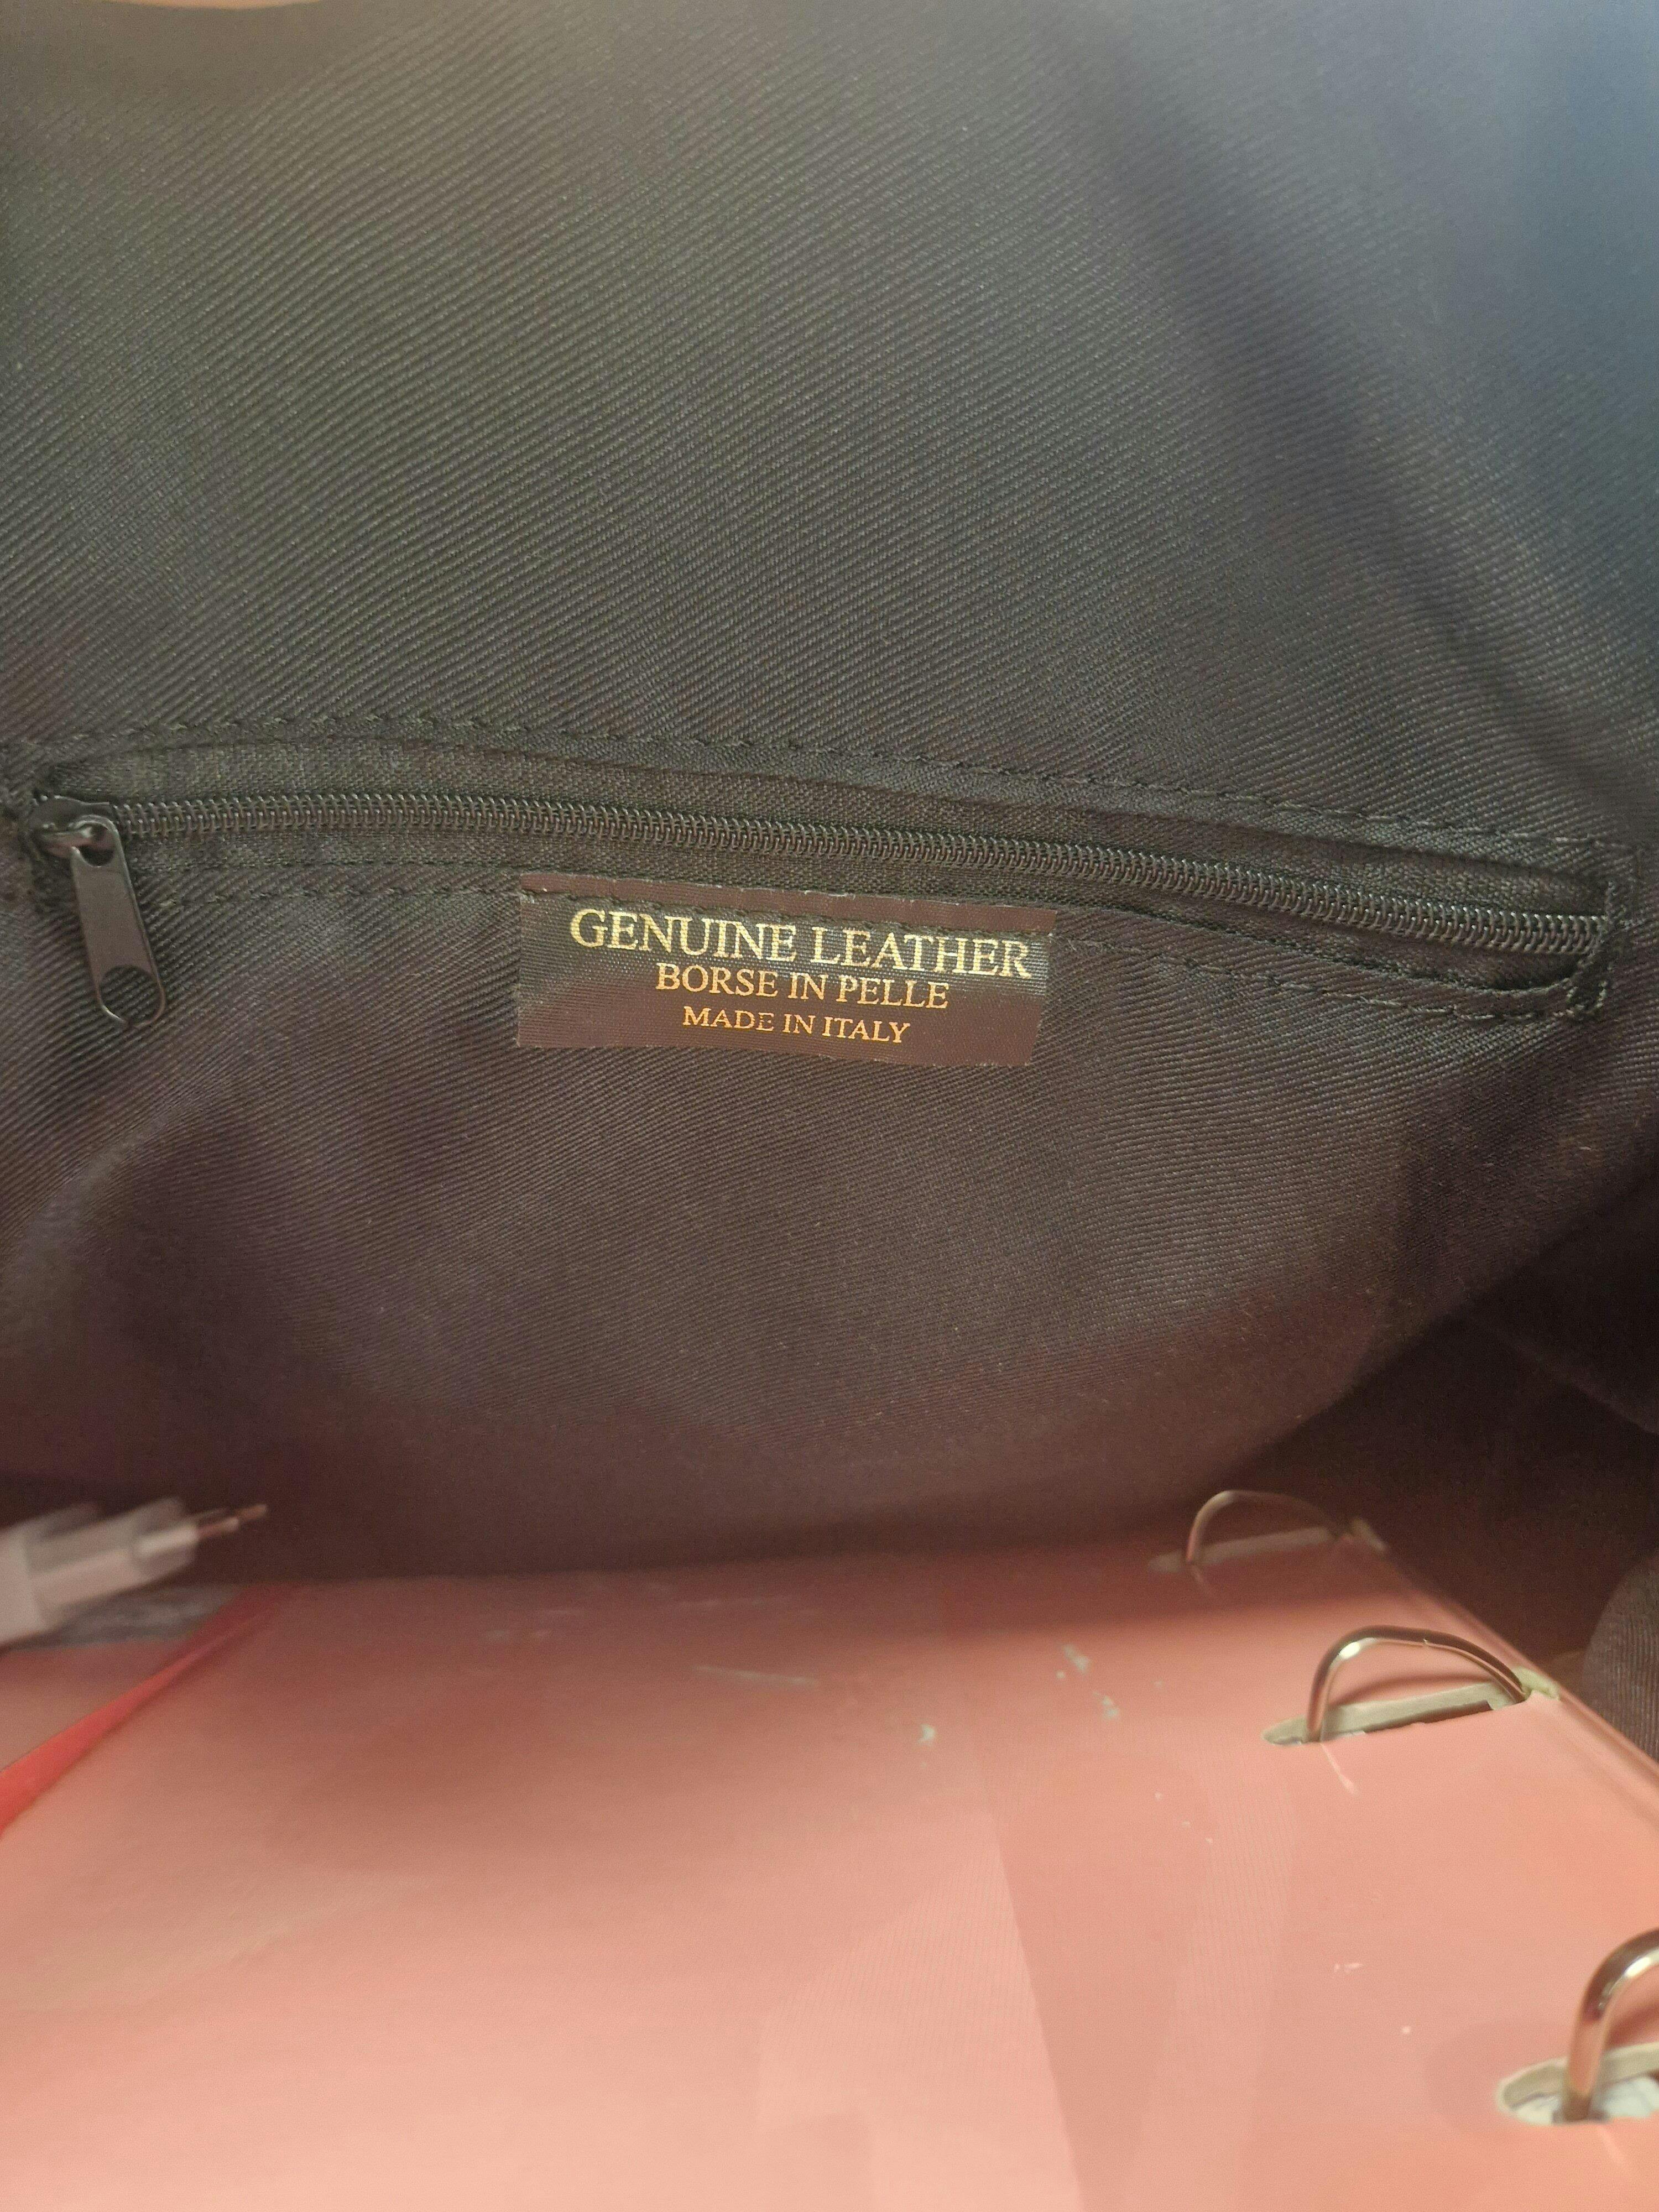 GENUINE LEATHER
BORSE IN PELLE
MADE IN ITALY